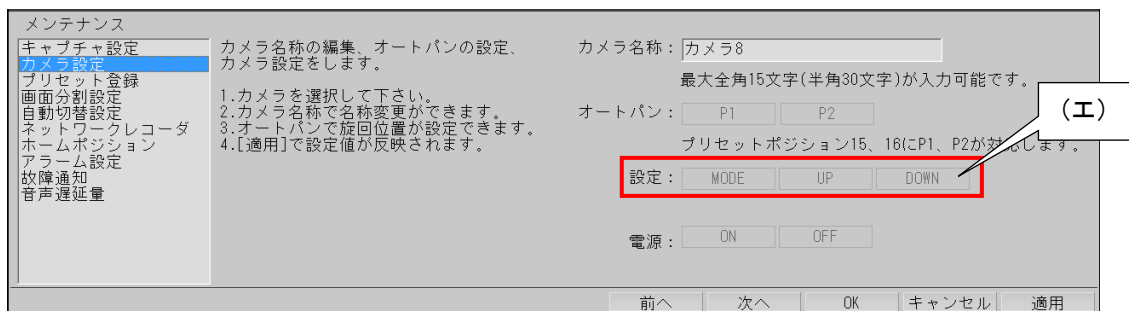 メンテナンス
キャプチャ設定
カメラ設定
プリセット登録
画面分割設定
自動切替設定
ネットワークレコーダ
ホームポジション
アラーム設定
故障通知
音声遅延量
カメラ名称の編集、オートパンの設定、
カメラ設定をします。
1.カメラを選択して下さい。
2.カメラ名称で名称変更ができます。
3.オートパンで旋回位置が設定できます。
4.[適用]で設定値が反映されます。
カメラ名称： カメラ8
最大全角15文字(半角30文字)が入力可能です。
オートパン： P1 P2
プリセットポジション15、16にP1、P2が対応します。
(エ)
設定： MODE UP DOWN
電源： ON OFF
前へ 次へ OK キャンセル 適用